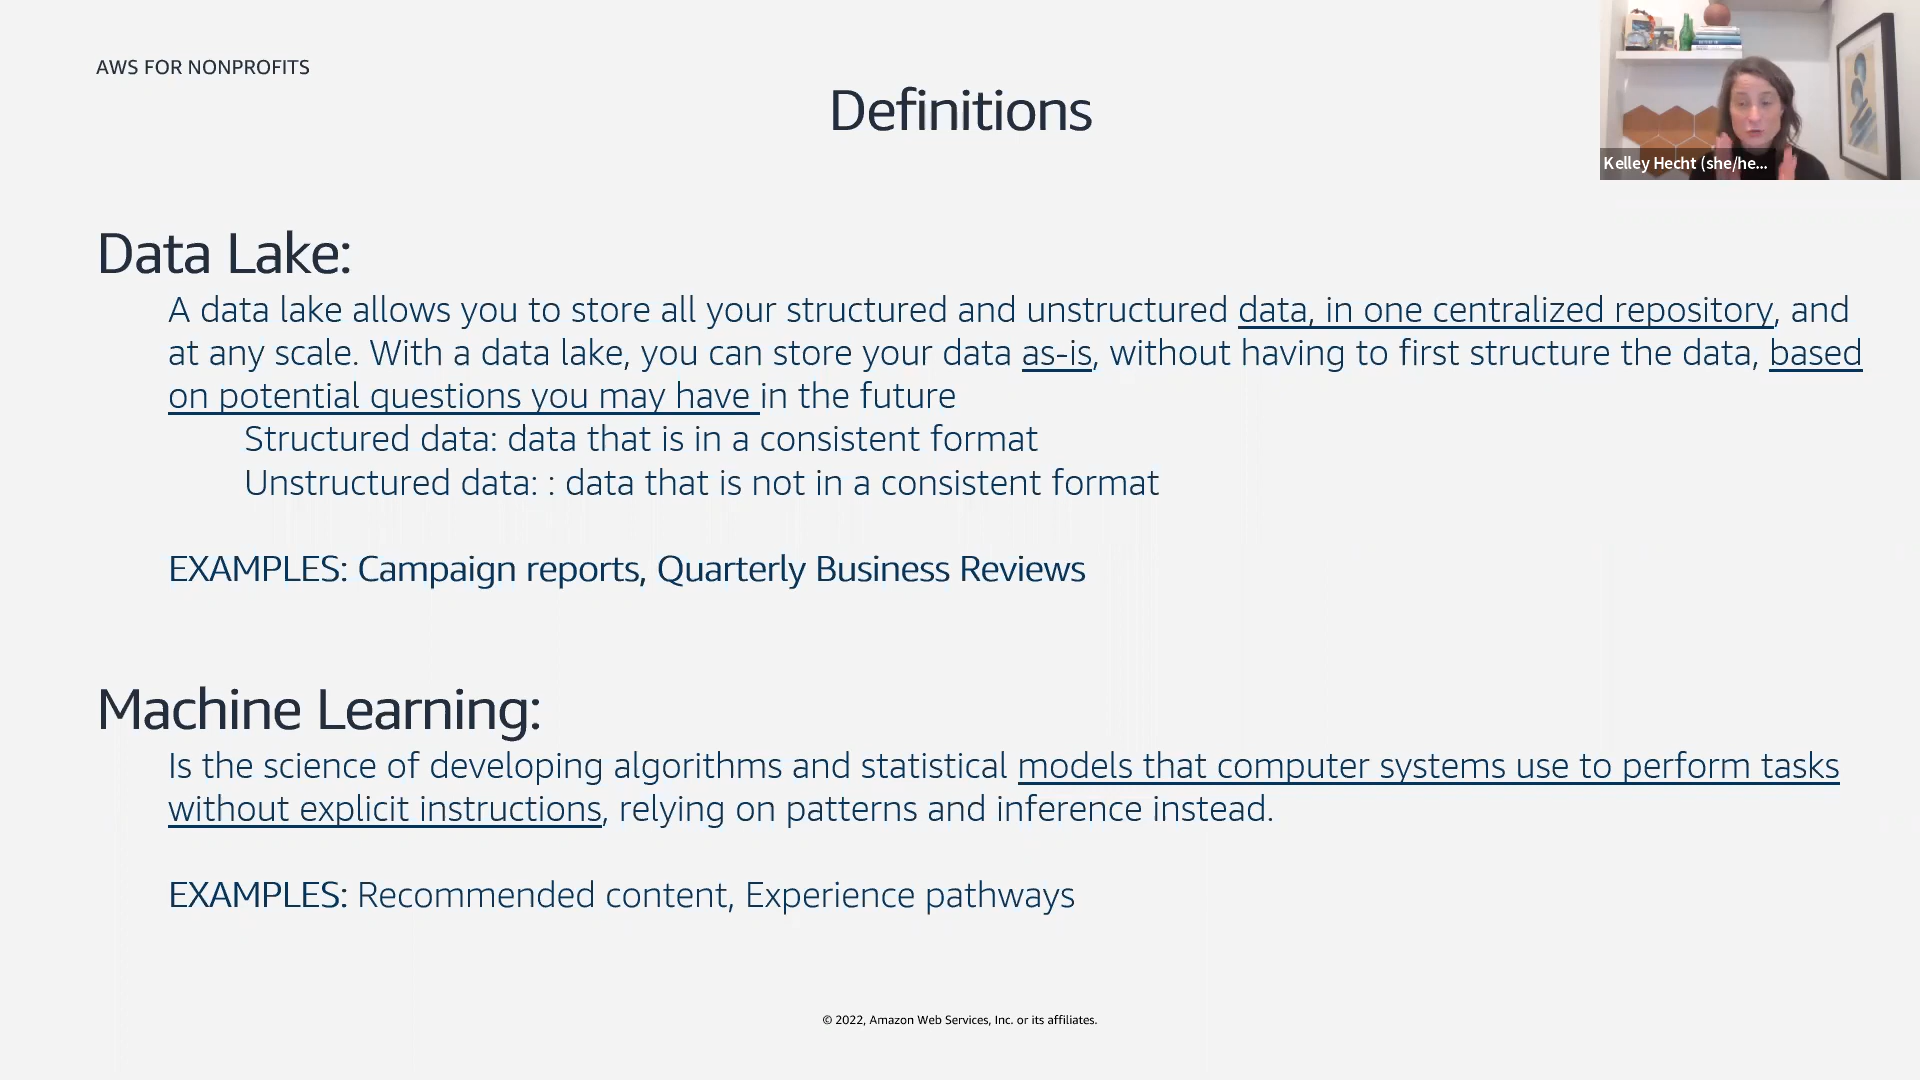 AWS FOR NONPROFITS
Definitions
Kelley Hecht (she/he...
Data Lake:
A data lake allows you to store all your structured and unstructured data, in one centralized repository, and
at any scale. With a data lake, you can store your data as-is, without having to first structure the data, based
on potential questions you may have in the future
Structured data: data that is in a consistent format
Unstructured data: : data that is not in a consistent format
EXAMPLES: Campaign reports, Quarterly Business Reviews
Machine Learning:
Is the science of developing algorithms and statistical models that computer systems use to perform tasks
without explicit instructions, relying on patterns and inference instead.
EXAMPLES: Recommended content, Experience pathways
© 2022, Amazon Web Services, Inc. or its affiliates.